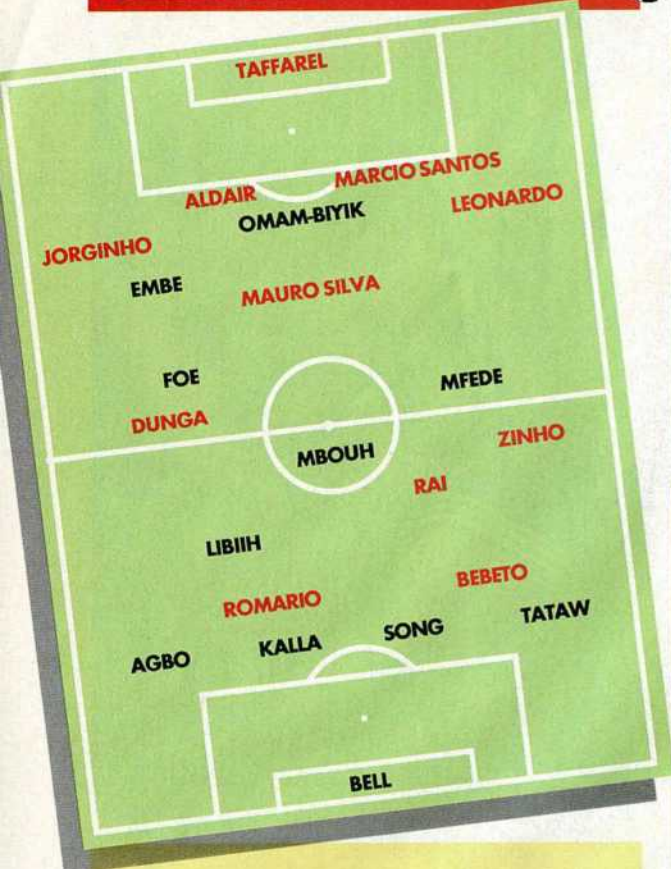 TAFFAREL
MARCIO SANTOS
ALDAIR
LEONARDO
OMAM-BIYIK
JORGINHO
EMBE
MAURO SILVA
FOE
MFEDE
DUNGA
ZINHO
MBOUH
RAI
LIBIIH
BEBETO
ROMARIO
TATAW
SONG
KALLA
AGBO
BELL